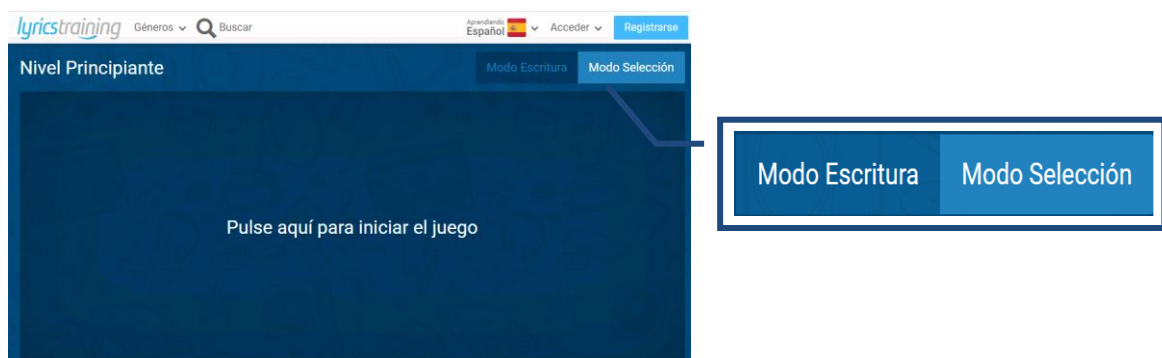 lyricstraining Géneros Buscar Aprendiendo Español Acceder Registrarse
Nivel Principiante Modo Escritura Modo Selección
Pulse aquí para iniciar el juego
Modo Escritura Modo Selección